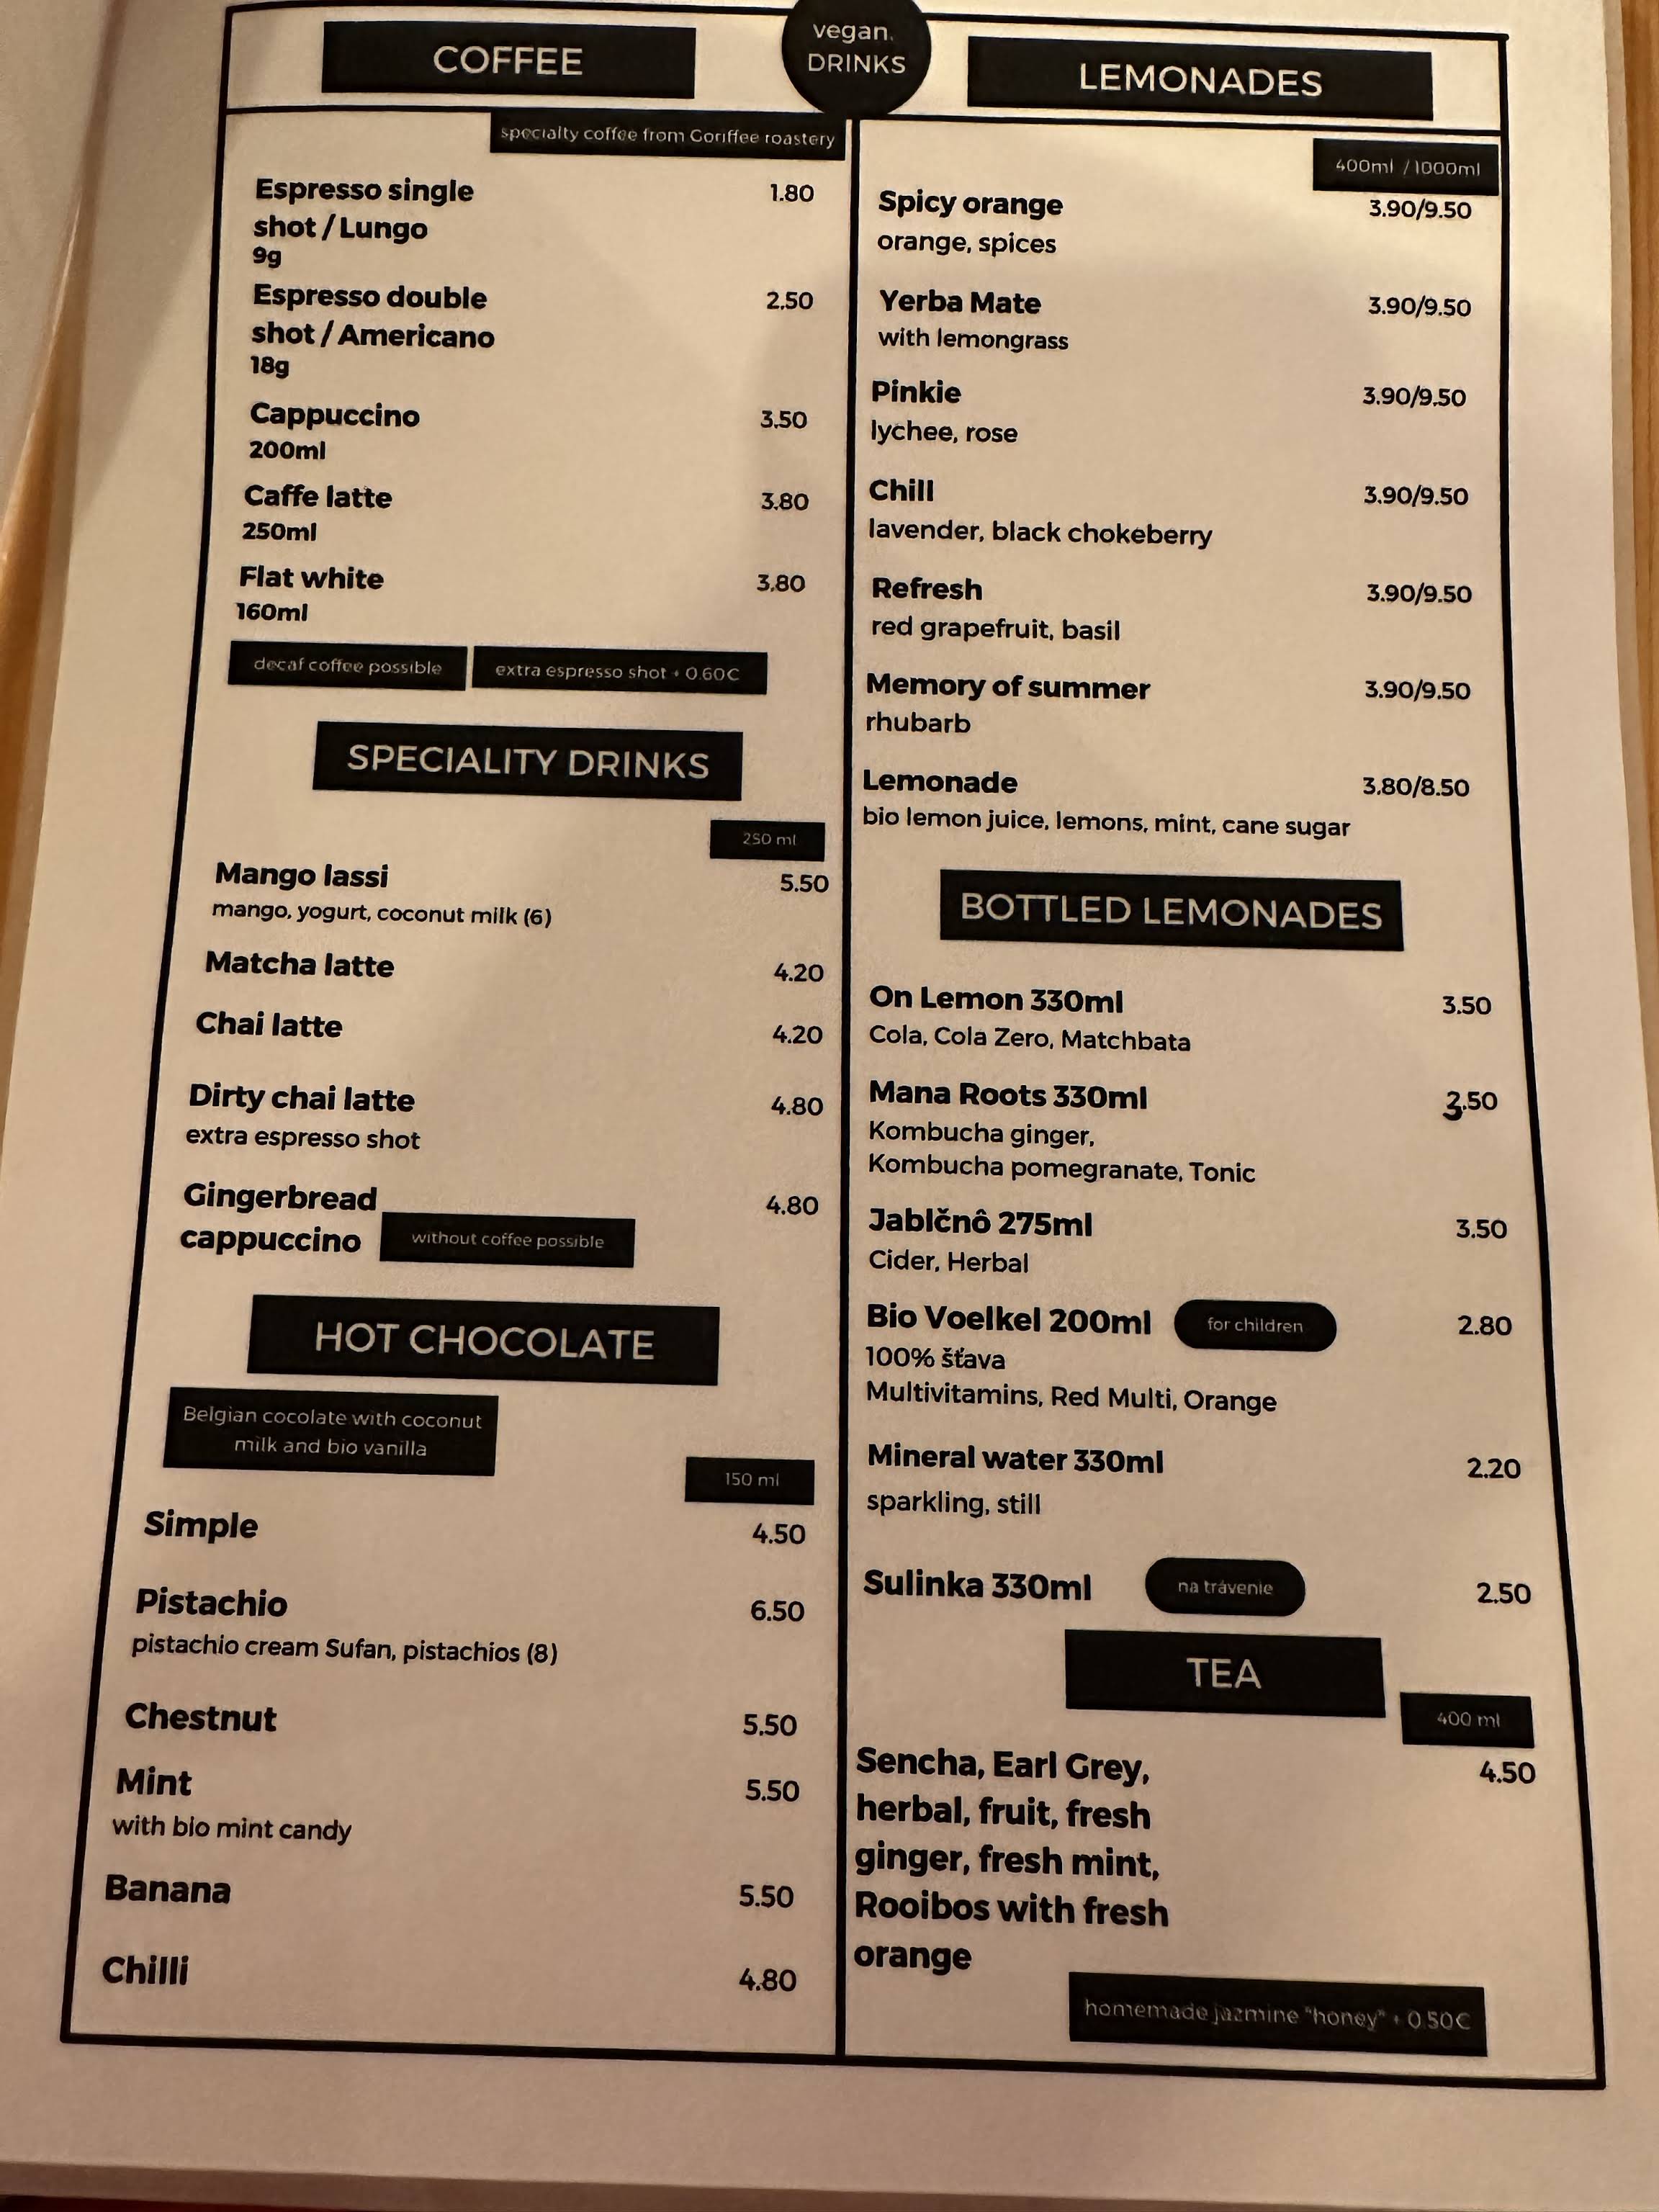 vegan.
DRINKS
COFFEE
specialty coffee from Goriffee roastery
Espresso single 1.80
shot / Lungo
9g
Espresso double 2.50
shot / Americano
18g
Cappuccino 3.50
200ml
Caffe latte 3.80
250ml
Flat white 3.80
160ml
decaf coffee possible
extra espresso shot + 0.60€
SPECIALITY DRINKS
250 ml
Mango lassi 5.50
mango, yogurt, coconut milk (6)
Matcha latte 4.20
Chai latte 4.20
Dirty chai latte 4.80
extra espresso shot
Gingerbread 4.80
cappuccino without coffee possible
HOT CHOCOLATE
Belgian cocolate with coconut
milk and bio vanilla
150 ml
Simple 4.50
Pistachio 6.50
pistachio cream Sufan, pistachios (8)
Chestnut 5.50
Mint 5.50
with bio mint candy
Banana 5.50
Chilli 4.80
LEMONADES
400ml / 1000ml
Spicy orange 3.90/9.50
orange, spices
Yerba Mate 3.90/9.50
with lemongrass
Pinkie 3.90/9.50
lychee, rose
Chill 3.90/9.50
lavender, black chokeberry
Refresh 3.90/9.50
red grapefruit, basil
Memory of summer 3.90/9.50
rhubarb
Lemonade 3.80/8.50
bio lemon juice, lemons, mint, cane sugar
BOTTLED LEMONADES
On Lemon 330ml 3.50
Cola, Cola Zero, Matchbata
Mana Roots 330ml 3.50
Kombucha ginger,
Kombucha pomegranate, Tonic
Jablčnô 275ml 3.50
Cider, Herbal
Bio Voelkel 200ml for children 2.80
100% šťava
Multivitamins, Red Multi, Orange
Mineral water 330ml 2.20
sparkling, still
Sulinka 330ml na trávenie 2.50
TEA
400 ml
Sencha, Earl Grey, 4.50
herbal, fruit, fresh
ginger, fresh mint,
Rooibos with fresh
orange
homemade jazmine "honey" + 0.50€